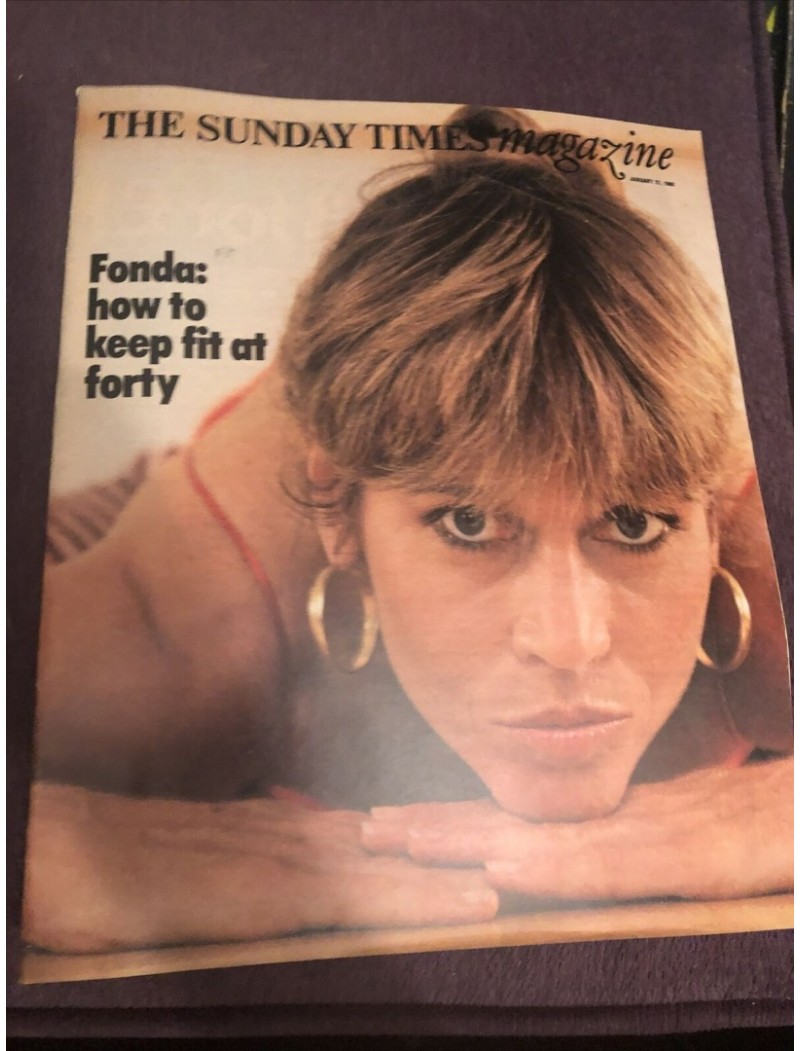 THE SUNDAY TIMES magazine
Fonda:
how to
keep fit at
forty